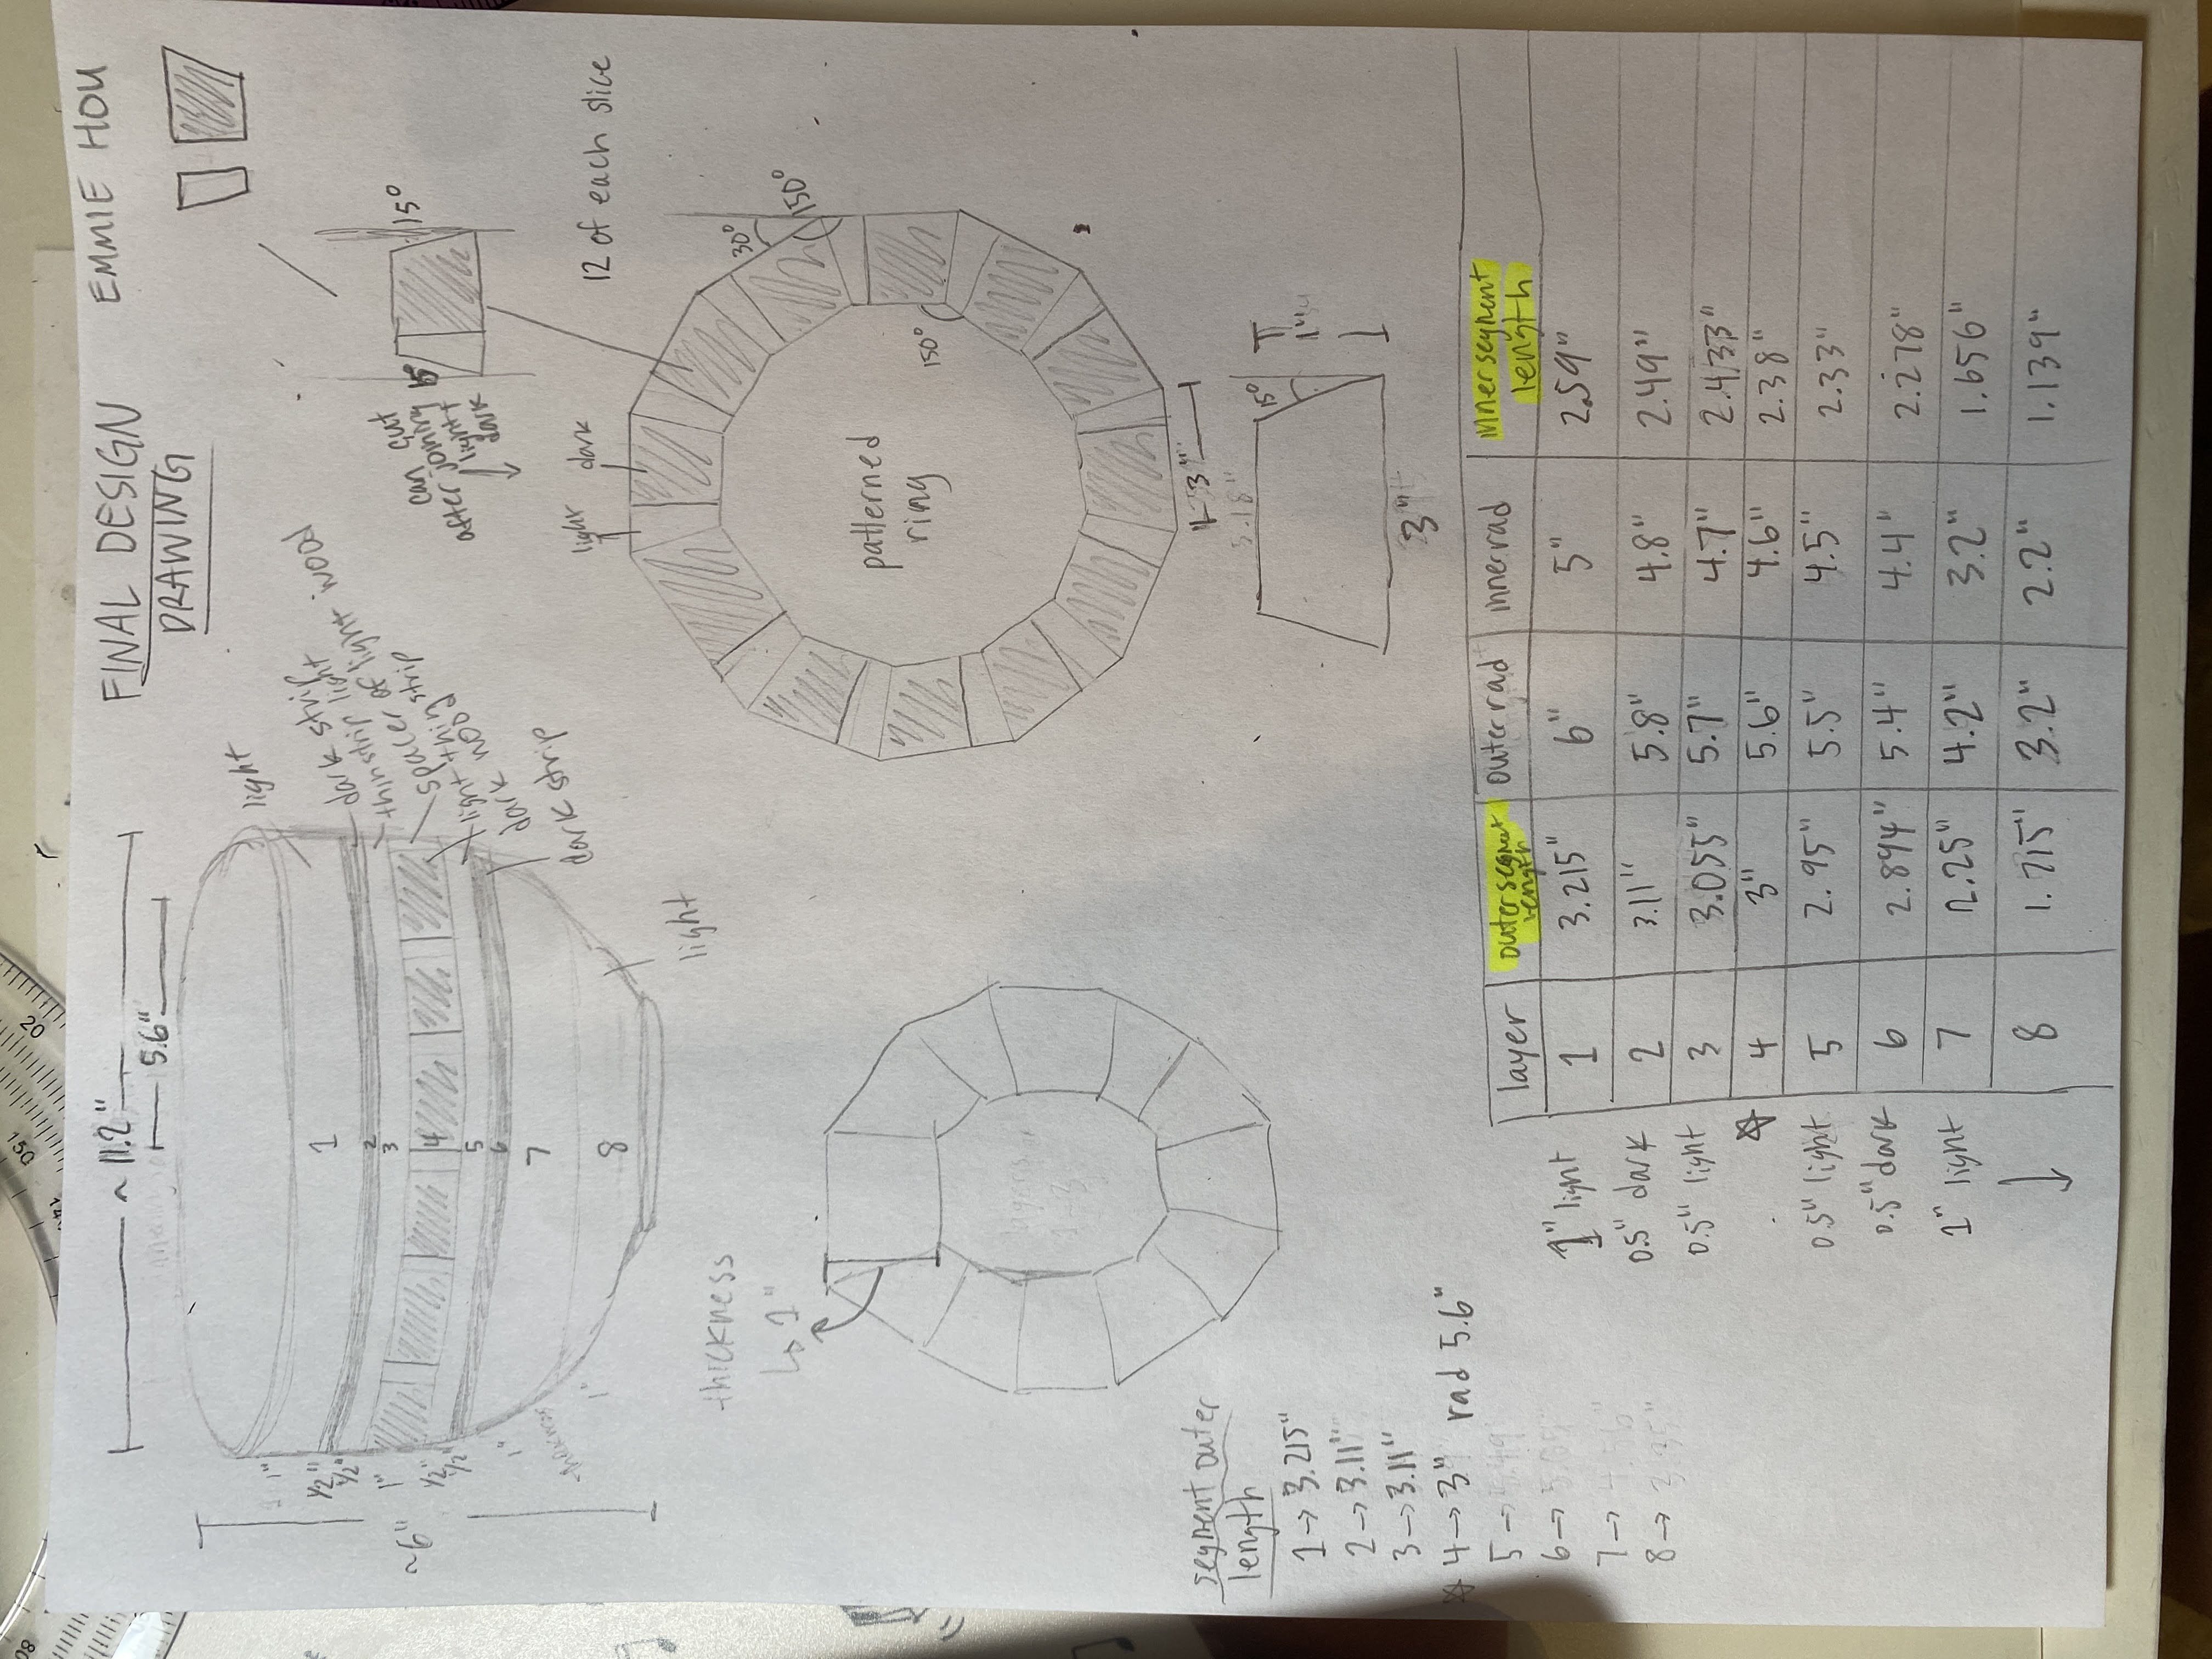 80
150
140
20
~ 11.2"
5.6"
FINAL DESIGN
DRAWING
EMMIE HOU
~6"
1"
1/2"
1/2"
1"
1/2"
1/2"
1"
thickness
1"
1
2
3
4
5
6
7
8
light
dark strip
thin strip light
spacer of light wood
light thin strip
dark wood
dark strip
light
can cut
after joining
light +
dark
15°
15°
12 of each slice
light
dark
30°
150°
150°
patterned
ring
3"
thickness
↳ 1"
layers
1-3
5.18"
15°
1"
3"
segment outer
length
1 → 3.215"
2 → 3.11"
3 → 3.11"
☆ 4 → 3" rad 5.6"
5 →
6 →
7 → 4.56"
8 → 3.35"
layer outer segment length outer rad inner rad inner segment length
1" light 1 3.215" 6" 5" 2.59"
0.5" dark 2 3.11" 5.8" 4.8" 2.49"
0.5" light 3 3.055" 5.7" 4.7" 2.433"
☆ 4 3" 5.6" 4.6" 2.38"
0.5" light 5 2.95" 5.5" 4.5" 2.33"
0.5" dark 6 2.894" 5.4" 4.4" 2.278"
1" light 7 2.25" 4.2" 3.2" 1.656"
↓ 8 1.715" 3.2" 2.2" 1.139"